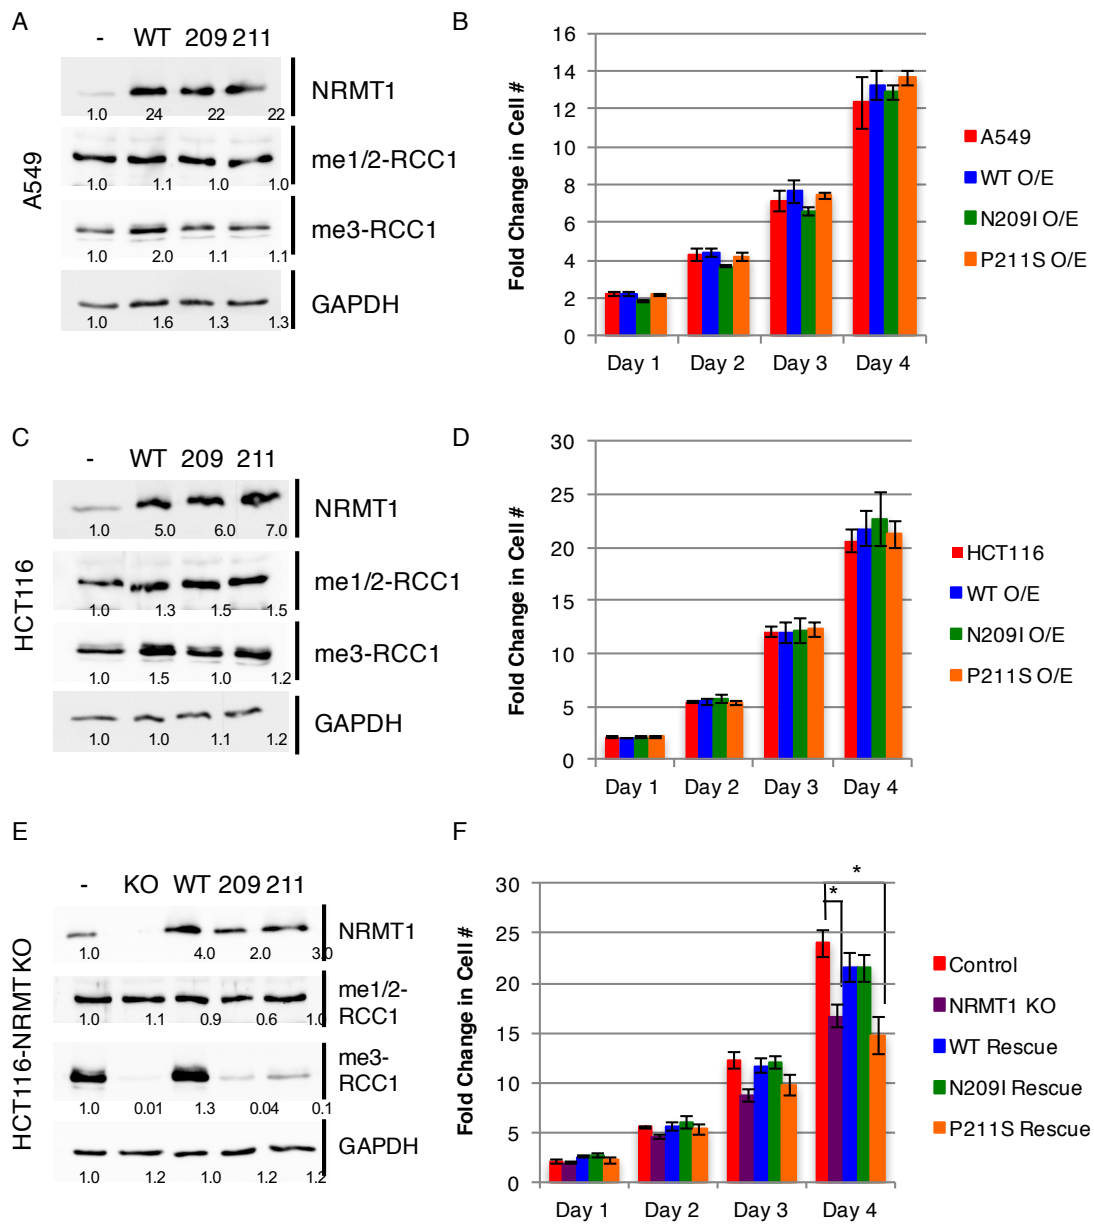 A
- WT 209 211
NRMT1
1.0 24 22 22
me1/2-RCC1
1.0 1.1 1.0 1.0
me3-RCC1
1.0 2.0 1.1 1.1
GAPDH
1.0 1.6 1.3 1.3
A549
B
Fold Change in Cell #
16
14
12
10
8
6
4
2
0
Day 1 Day 2 Day 3 Day 4
A549
WT O/E
N209I O/E
P211S O/E
C
- WT 209 211
NRMT1
1.0 5.0 6.0 7.0
me1/2-RCC1
1.0 1.3 1.5 1.5
me3-RCC1
1.0 1.5 1.0 1.2
GAPDH
1.0 1.0 1.1 1.2
HCT116
D
Fold Change in Cell #
30
25
20
15
10
5
0
Day 1 Day 2 Day 3 Day 4
HCT116
WT O/E
N209I O/E
P211S O/E
E
- KO WT 209 211
NRMT1
1.0 4.0 2.0 3.0
me1/2-
RCC1
1.0 1.1 0.9 0.6 1.0
me3-
RCC1
1.0 0.01 1.3 0.04 0.1
GAPDH
1.0 1.2 1.0 1.2 1.2
HCT116-NRMT KO
F
Fold Change in Cell #
30
25
20
15
10
5
0
* *
Day 1 Day 2 Day 3 Day 4
Control
NRMT1 KO
WT Rescue
N209I Rescue
P211S Rescue